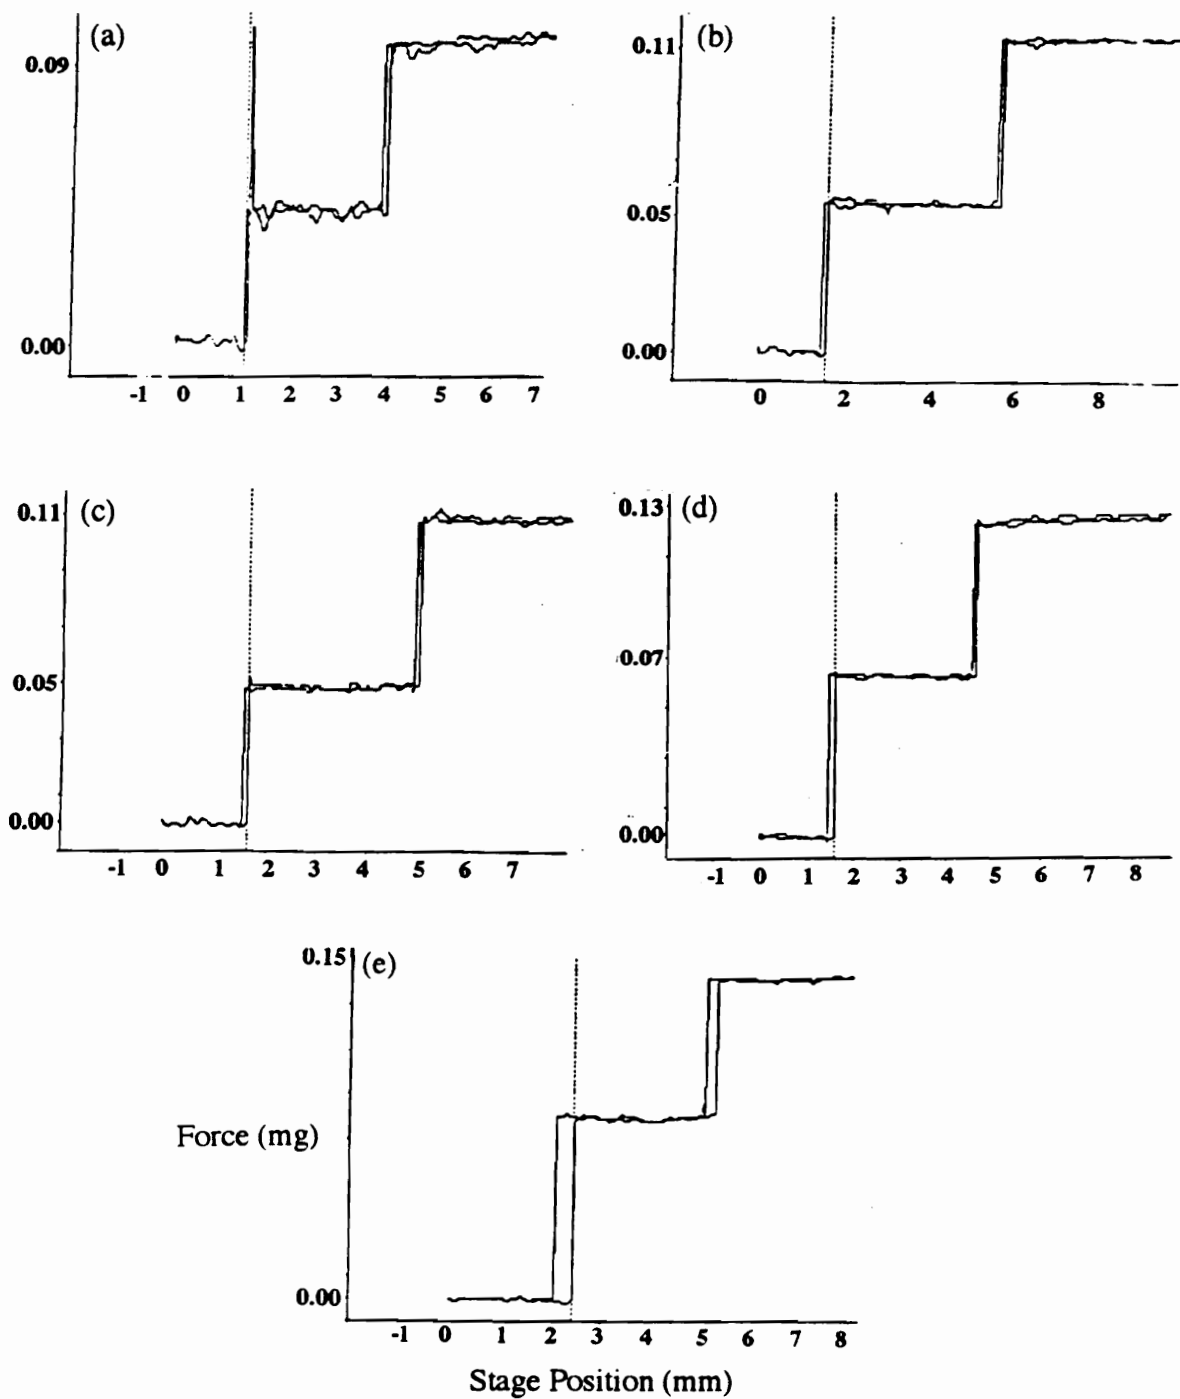 (a)
0.09
0.00
-1 0 1 2 3 4 5 6 7
(b)
0.11
0.05
0.00
0 2 4 6 8
(c)
0.11
0.05
0.00
-1 0 1 2 3 4 5 6 7
(d)
0.13
0.07
0.00
-1 0 1 2 3 4 5 6 7 8
(e)
0.15
Force (mg)
0.00
-1 0 1 2 3 4 5 6 7 8
Stage Position (mm)